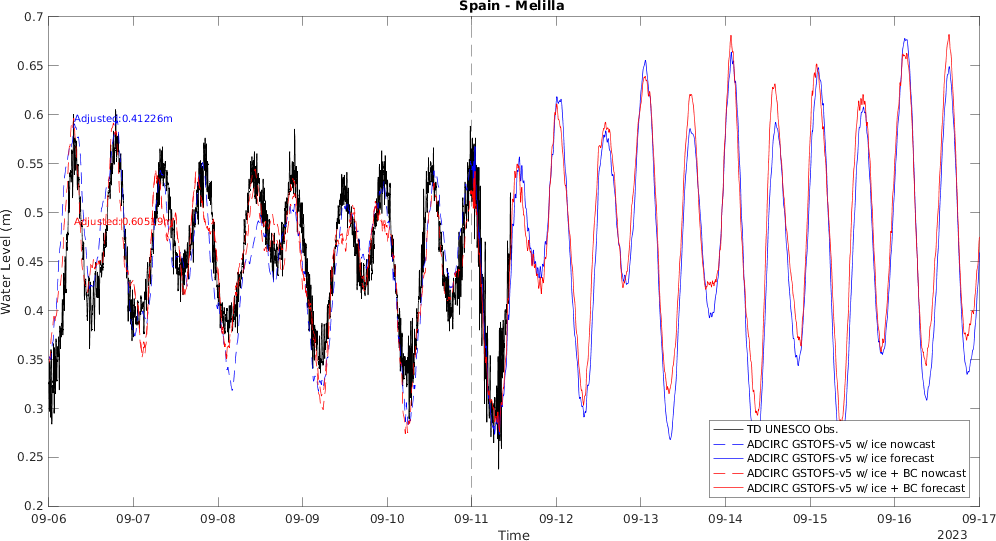 Spain - Melilla
0.7
0.65
0.6
0.55
0.5
0.45
0.4
0.35
0.3
0.25
0.2
Water Level (m)
Adjusted:0.41226m
TD UNESCO Obs.
ADCIRC GSTOFS-v5 w/ ice nowcast
ADCIRC GSTOFS-v5 w/ ice forecast
ADCIRC GSTOFS-v5 w/ ice + BC nowcast
ADCIRC GSTOFS-v5 w/ ice + BC forecast
09-06 09-07 09-08 09-09 09-10 09-11 09-12 09-13 09-14 09-15 09-16 09-17
Time
2023